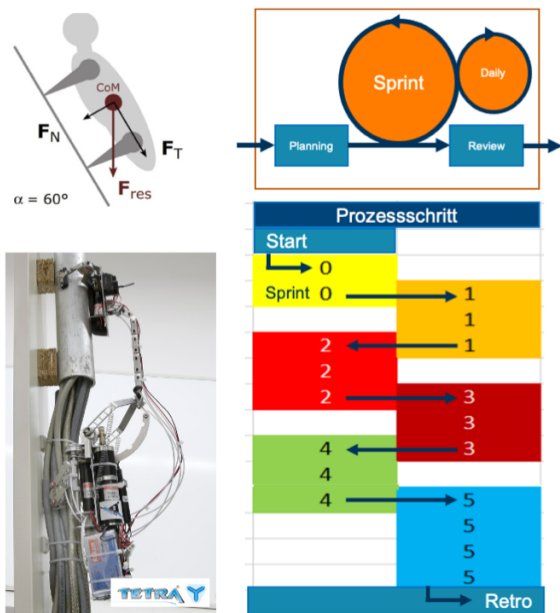 CoM
F_N
F_T
F_res
α = 60°
TETRA
Sprint
Daily
Planning
Review
Prozessschritt
Start
0
Sprint 0
1
1
2 1
2
2 3
3
4 3
4
4 5
5
5
5
Retro